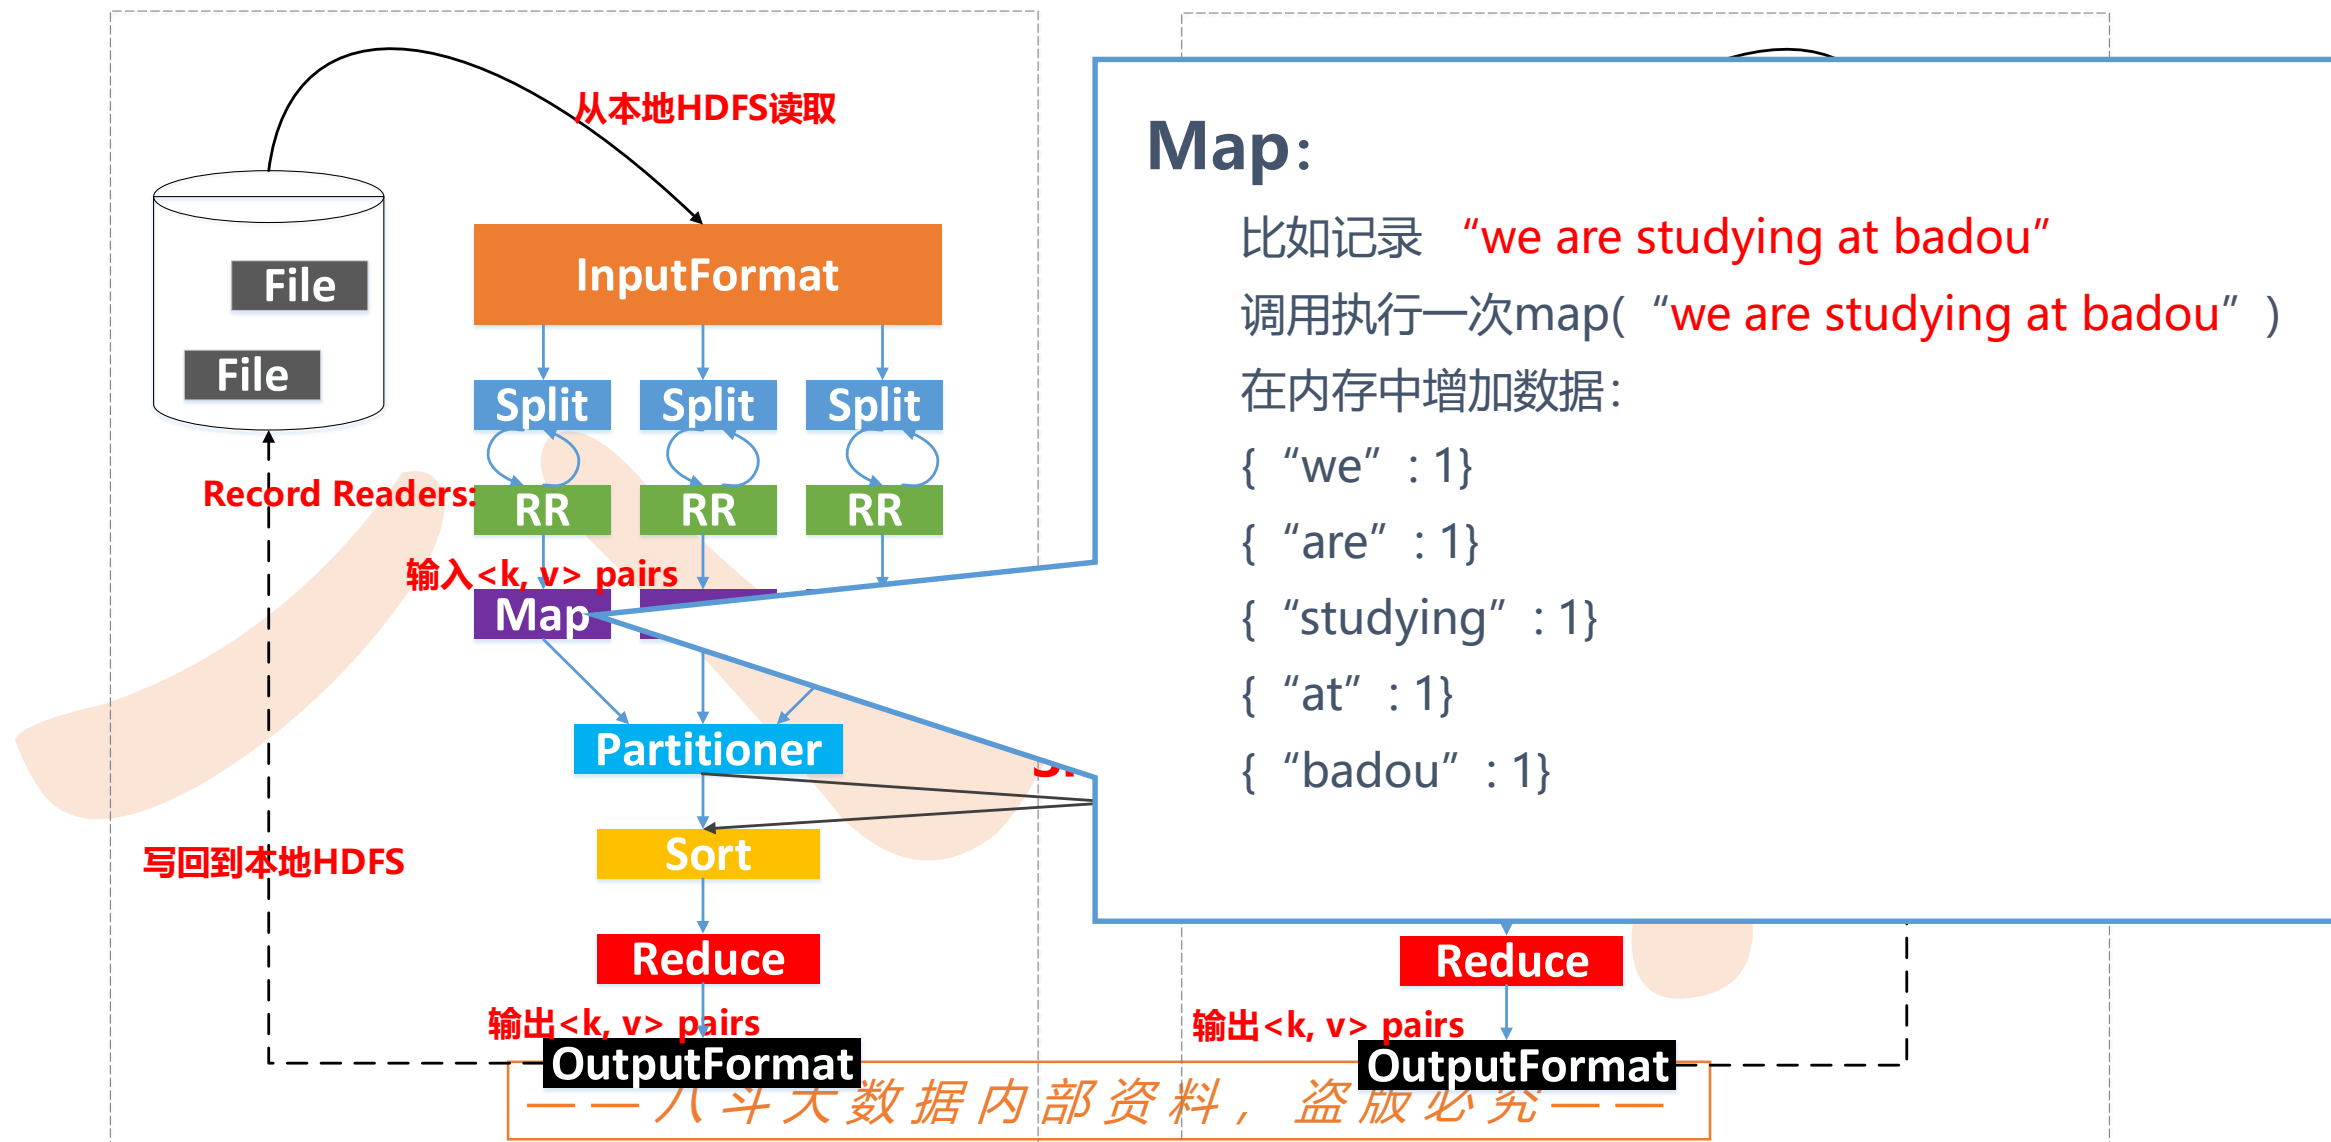 从本地HDFS读取
File
File
InputFormat
Split Split Split
Record Readers:
RR RR RR
输入<k, v> pairs
Map
Partitioner
Sort
写回到本地HDFS
Reduce
输出<k, v> pairs
OutputFormat
Map：
比如记录 “we are studying at badou”
调用执行一次map(“we are studying at badou”)
在内存中增加数据：
{“we”: 1}
{“are”: 1}
{“studying”: 1}
{“at”: 1}
{“badou”: 1}
Reduce
输出<k, v> pairs
OutputFormat
——八斗大数据内部资料，盗版必究——